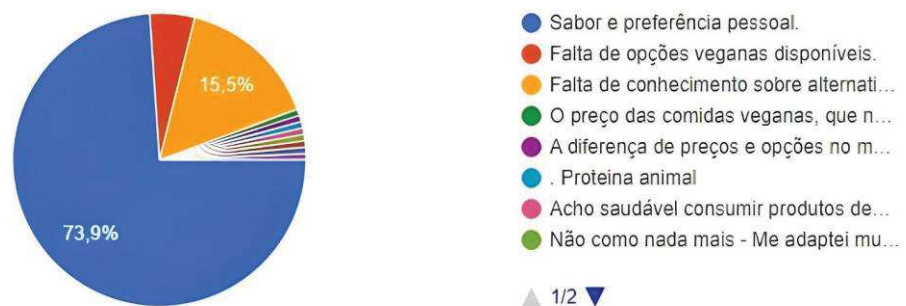 15,5%
73,9%
Sabor e preferência pessoal.
Falta de opções veganas disponíveis.
Falta de conhecimento sobre alternati...
O preço das comidas veganas, que n...
A diferença de preços e opções no m...
. Proteina animal
Acho saudável consumir produtos de...
Não como nada mais - Me adaptei mu...
1/2